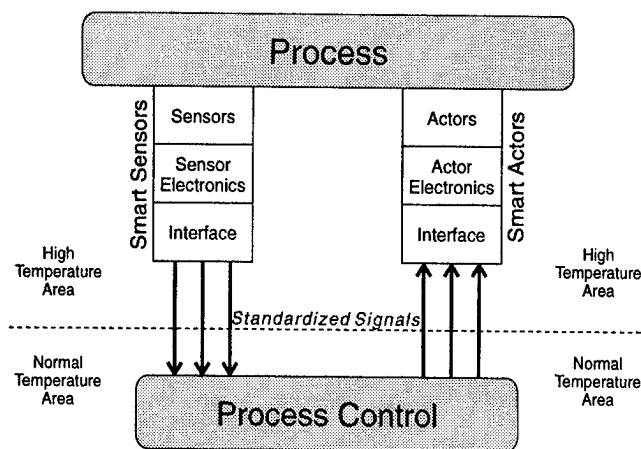 Process
Smart Sensors
Sensors
Sensor
Electronics
Interface
Actors
Actor
Electronics
Interface
Smart Actors
High
Temperature
Area
High
Temperature
Area
Standardized Signals
Normal
Temperature
Area
Normal
Temperature
Area
Process Control